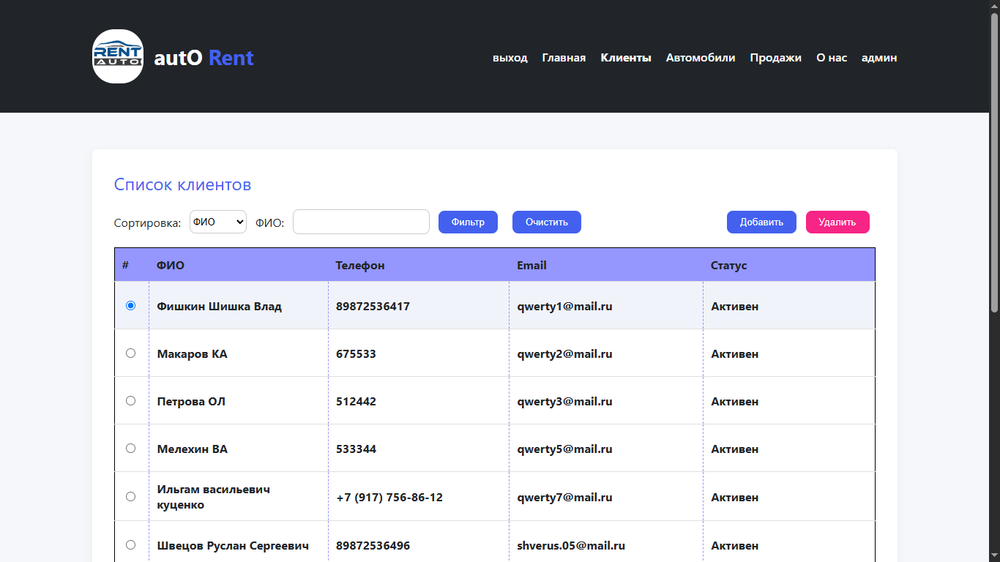 RENT
AUTO
autO Rent
выход Главная Клиенты Автомобили Продажи О нас админ
Список клиентов
Сортировка: ФИО ФИО: Фильтр Очистить Добавить Удалить
# ФИО Телефон Email Статус
Фишкин Шишка Влад 89872536417 qwerty1@mail.ru Активен
Макаров КА 675533 qwerty2@mail.ru Активен
Петрова ОЛ 512442 qwerty3@mail.ru Активен
Мелехин ВА 533344 qwerty5@mail.ru Активен
Ильгам васильевич
куценко +7 (917) 756-86-12 qwerty7@mail.ru Активен
Швецов Руслан Сергеевич 89872536496 shverus.05@mail.ru Активен